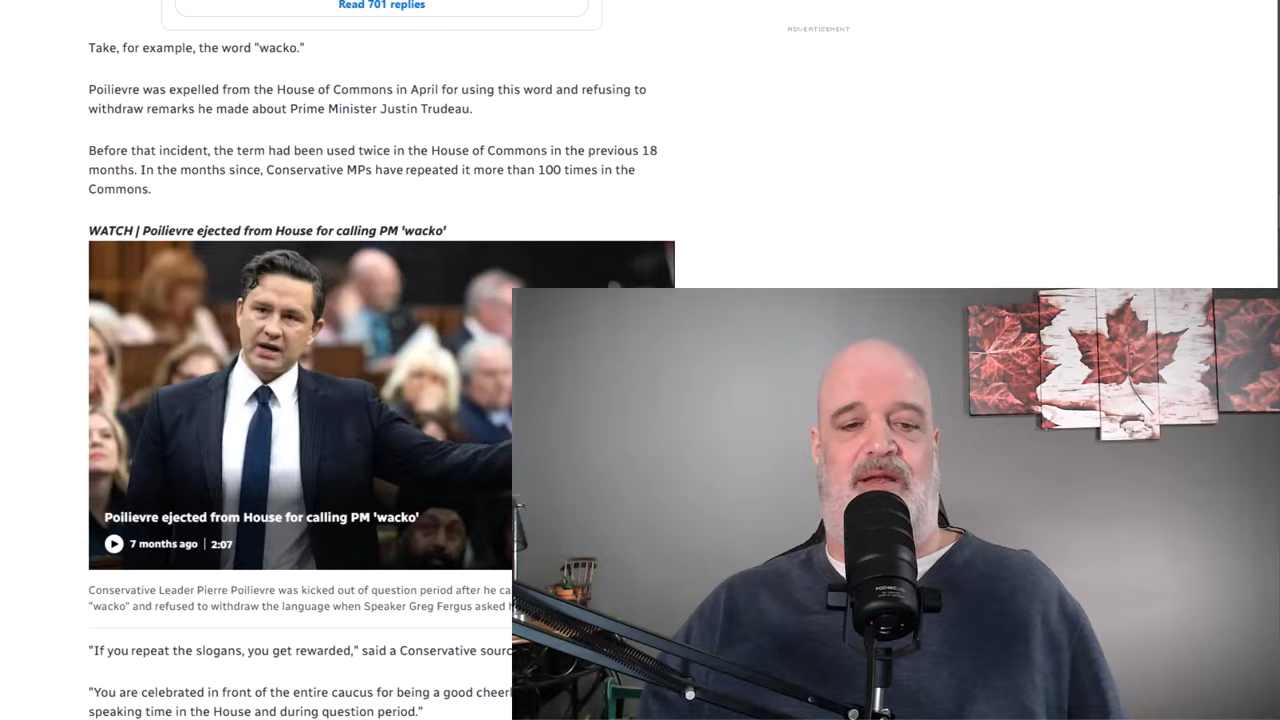 Read 701 replies
ADVERTISEMENT
Take, for example, the word "wacko."
Poilievre was expelled from the House of Commons in April for using this word and refusing to
withdraw remarks he made about Prime Minister Justin Trudeau.
Before that incident, the term had been used twice in the House of Commons in the previous 18
months. In the months since, Conservative MPs have repeated it more than 100 times in the
Commons.
WATCH | Poilievre ejected from House for calling PM 'wacko'
Poilievre ejected from House for calling PM 'wacko'
7 months ago | 2:07
Conservative Leader Pierre Poilievre was kicked out of question period after he ca
"wacko" and refused to withdraw the language when Speaker Greg Fergus asked h
"If you repeat the slogans, you get rewarded," said a Conservative sourc
"You are celebrated in front of the entire caucus for being a good cheerl
speaking time in the House and during question period."